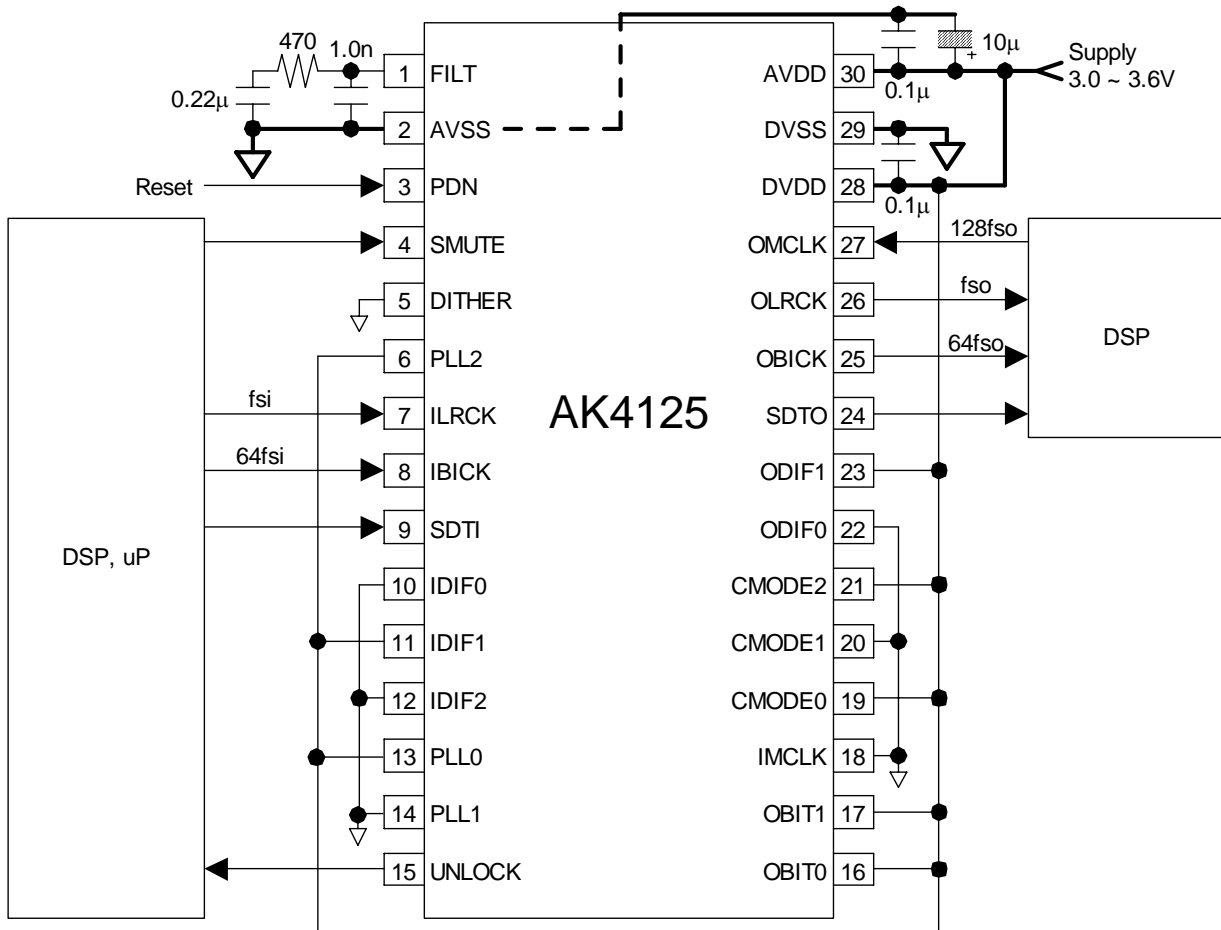 470
1.0n
0.22μ
1 FILT
2 AVSS
Reset
3 PDN
4 SMUTE
5 DITHER
6 PLL2
fsi
7 ILRCK
64fsi
8 IBICK
9 SDTI
DSP, uP
10 IDIF0
11 IDIF1
12 IDIF2
13 PLL0
14 PLL1
15 UNLOCK
AK4125
AVDD 30
0.1μ
10μ
+
Supply
3.0 ~ 3.6V
DVSS 29
DVDD 28
0.1μ
OMCLK 27
128fso
OLRCK 26
fso
OBICK 25
64fso
DSP
SDTO 24
ODIF1 23
ODIF0 22
CMODE2 21
CMODE1 20
CMODE0 19
IMCLK 18
OBIT1 17
OBIT0 16